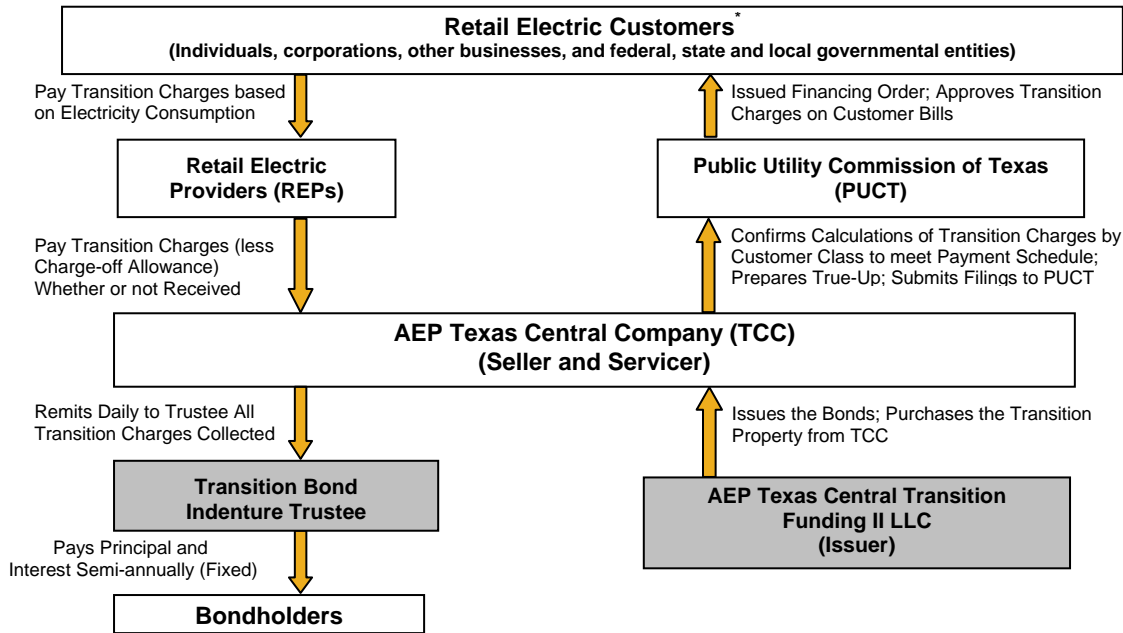 Retail Electric Customers*
(Individuals, corporations, other businesses, and federal, state and local governmental entities)
Pay Transition Charges based
on Electricity Consumption
Issued Financing Order; Approves Transition
Charges on Customer Bills
Retail Electric
Providers (REPs)
Public Utility Commission of Texas
(PUCT)
Pay Transition Charges (less
Charge-off Allowance)
Whether or not Received
Confirms Calculations of Transition Charges by
Customer Class to meet Payment Schedule;
Prepares True-Up; Submits Filings to PUCT
AEP Texas Central Company (TCC)
(Seller and Servicer)
Remits Daily to Trustee All
Transition Charges Collected
Issues the Bonds; Purchases the Transition
Property from TCC
Transition Bond
Indenture Trustee
AEP Texas Central Transition
Funding II LLC
(Issuer)
Pays Principal and
Interest Semi-annually (Fixed)
Bondholders